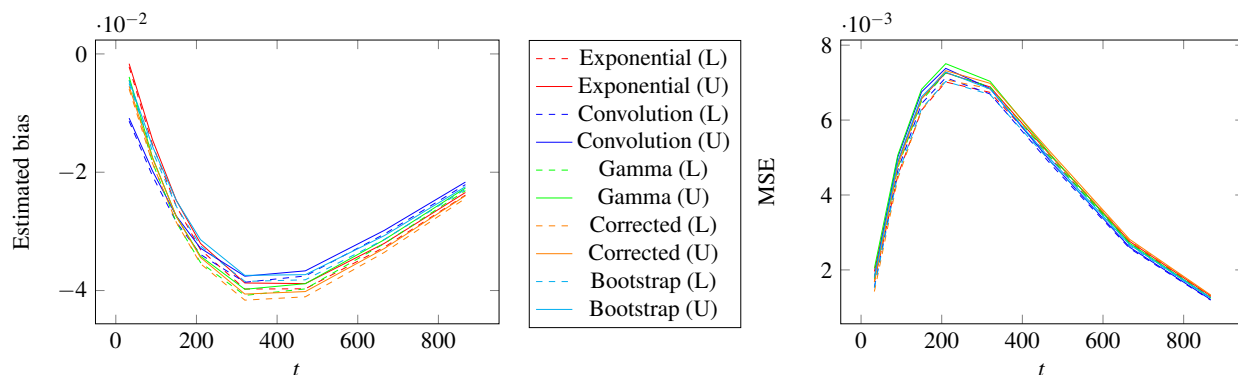 ·10−2
0
−2
−4
Estimated bias
0 200 400 600 800
t
Exponential (L)
Exponential (U)
Convolution (L)
Convolution (U)
Gamma (L)
Gamma (U)
Corrected (L)
Corrected (U)
Bootstrap (L)
Bootstrap (U)
·10−3
8
6
4
2
MSE
0 200 400 600 800
t